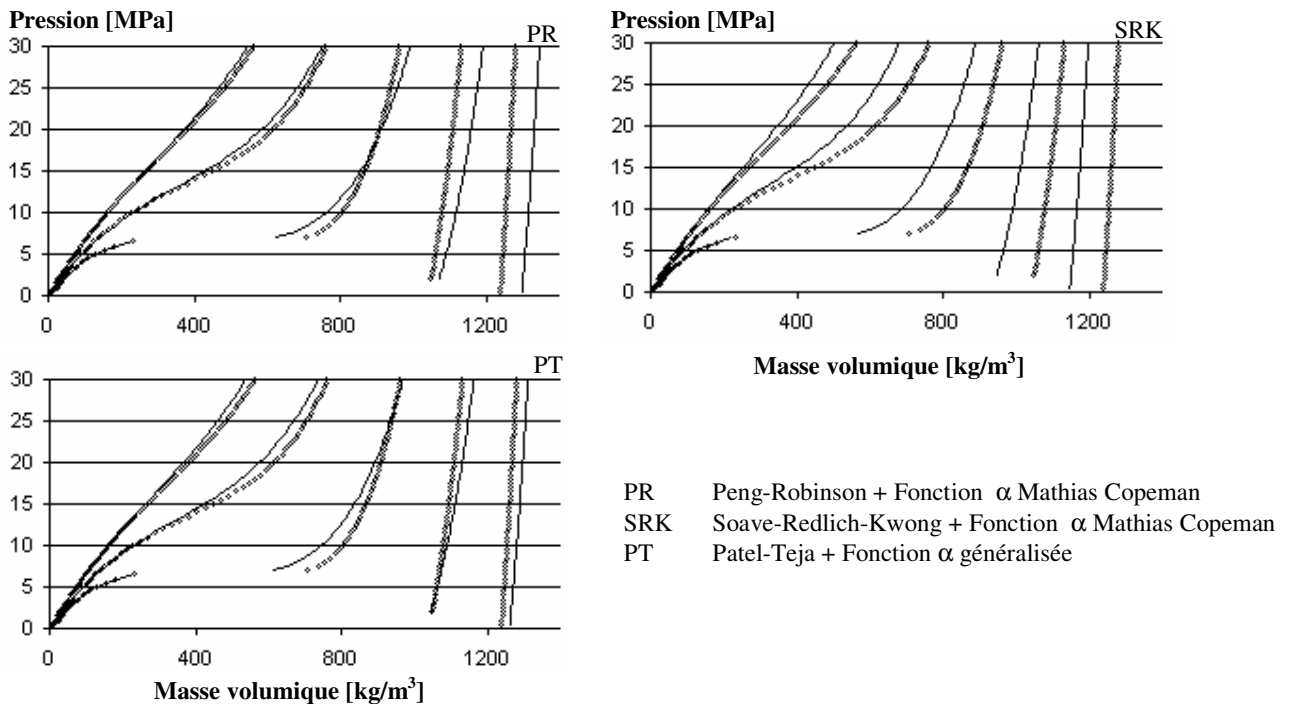 Pression [MPa]
PR
30
25
20
15
10
5
0
0 400 800 1200
Pression [MPa]
SRK
30
25
20
15
10
5
0
0 400 800 1200
Masse volumique [kg/m³]
PT
30
25
20
15
10
5
0
0 400 800 1200
Masse volumique [kg/m³]
PR Peng-Robinson + Fonction α Mathias Copeman
SRK Soave-Redlich-Kwong + Fonction α Mathias Copeman
PT Patel-Teja + Fonction α généralisée